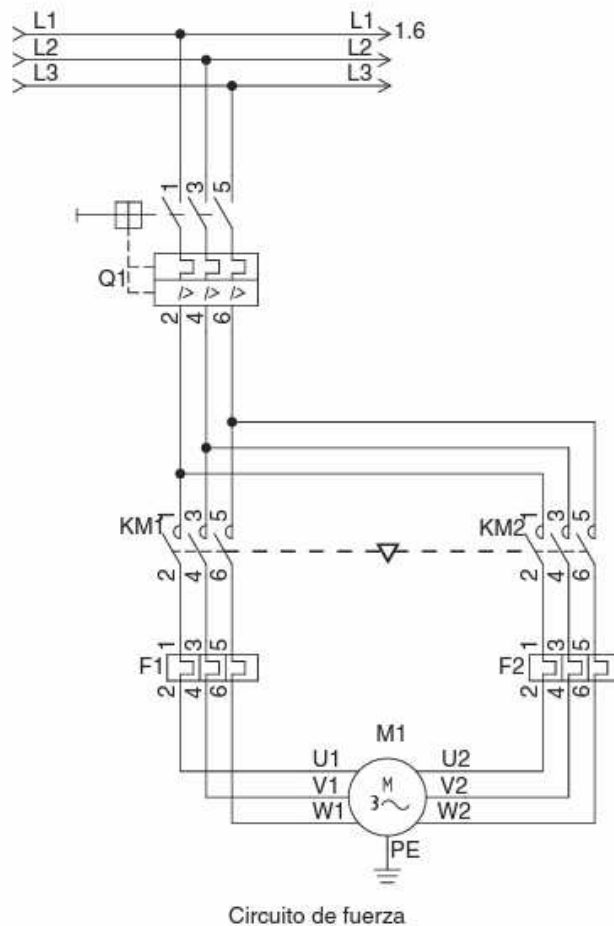 L1 L1 1.6
L2 L2
L3 L3
1 3 5
Q1
I> I> I>
2 4 6
KM1 1 3 5
2 4 6
KM2 1 3 5
2 4 6
F1 1 3 5
2 4 6
F2 1 3 5
2 4 6
M1
U1 U2
V1 M V2
3
W1 W2
PE
Circuito de fuerza